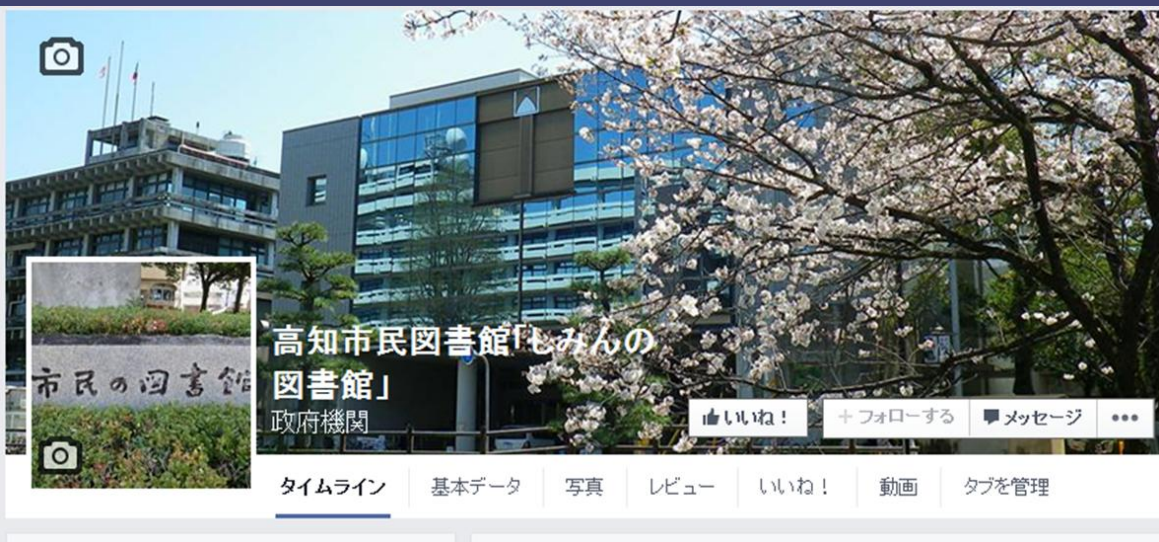 高知市民図書館「しみんの
図書館」
政府機関
市民の図書館
いいね!
+フォローする
メッセージ
タイムライン
基本データ
写真
レビュー
いいね!
動画
タブを管理